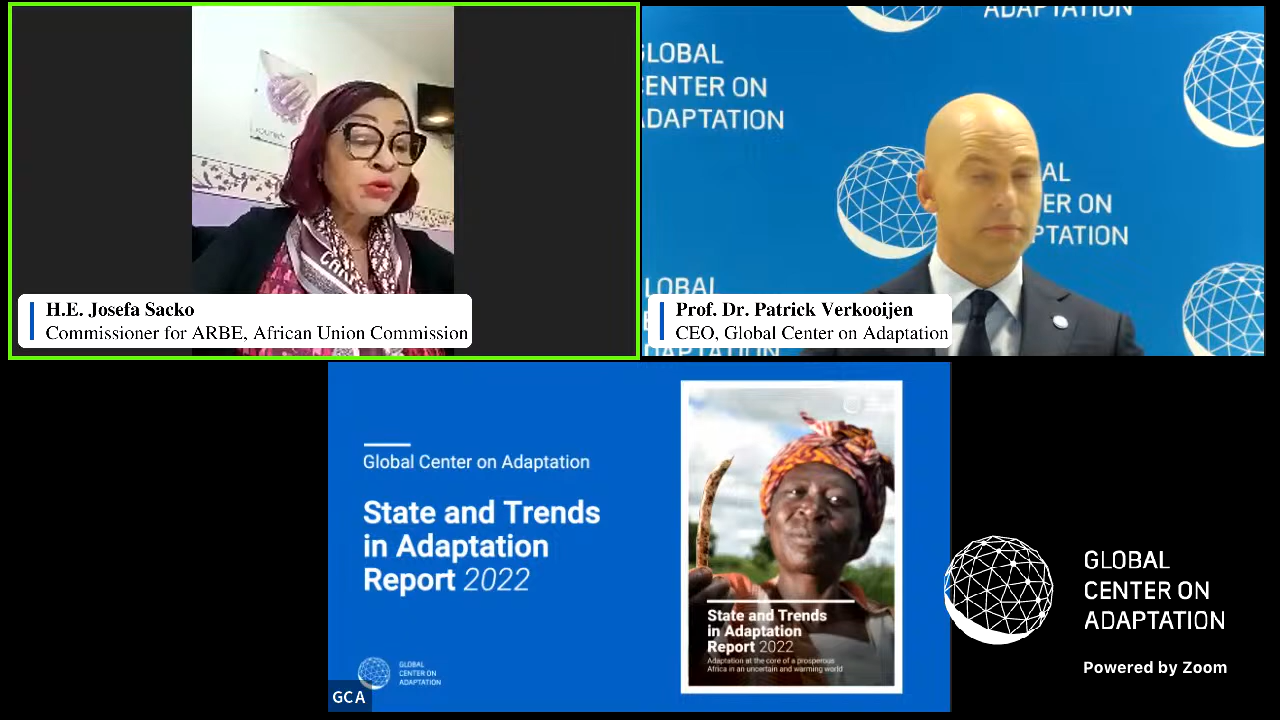 H.E. Josefa Sacko
Commissioner for ARBE, African Union Commission
ADAPTATION
GLOBAL
CENTER ON
ADAPTATION
Prof. Dr. Patrick Verkooijen
CEO, Global Center on Adaptation
Global Center on Adaptation
State and Trends
in Adaptation
Report 2022
GLOBAL
CENTER ON
ADAPTATION
GCA
State and Trends
in Adaptation
Report 2022
Adaptation at the core of a prosperous
Africa in an uncertain and warming world
GLOBAL
CENTER ON
ADAPTATION
Powered by Zoom